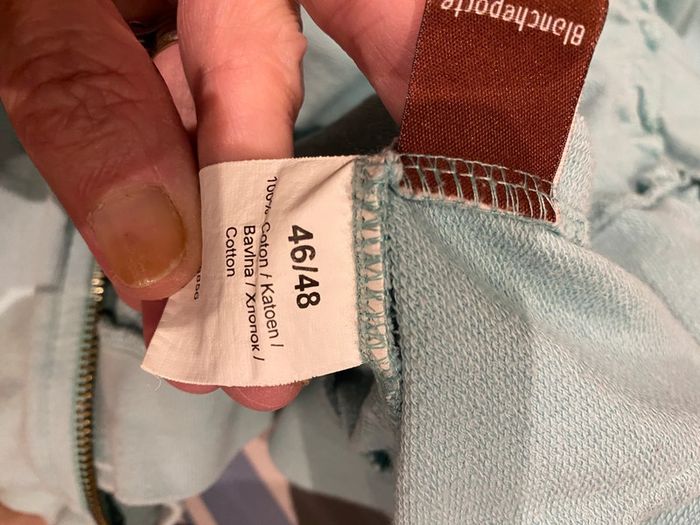 Blancheporte
46/48
100% Coton / Katoen /
Bavlna / Хлопок /
Cotton